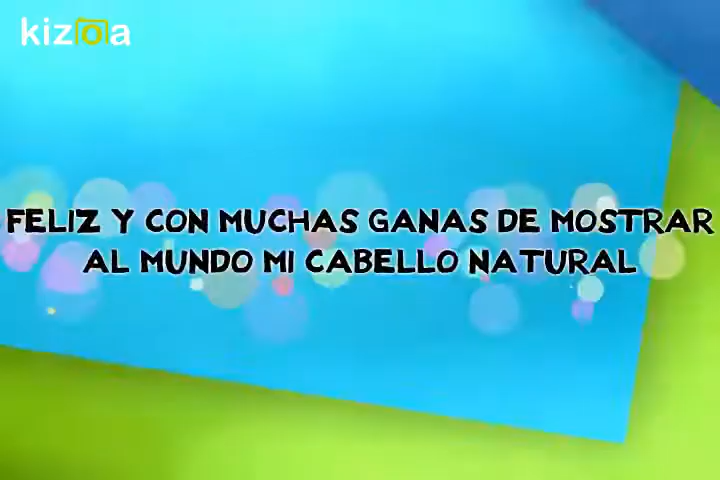 kizoa
FELIZ Y CON MUCHAS GANAS DE MOSTRAR
AL MUNDO MI CABELLO NATURAL